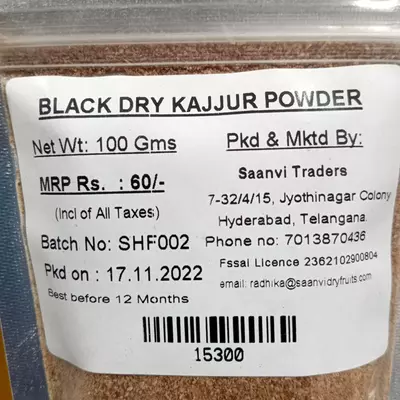 BLACK DRY KAJJUR POWDER
Net Wt: 100 Gms
MRP Rs. : 60/-
(Incl of All Taxes)
Batch No: SHF002
Pkd on : 17.11.2022
Best before 12 Months
Pkd & Mktd By:
Saanvi Traders
7-32/4/15, Jyothinagar Colony
Hyderabad, Telangana
Phone no: 7013870436
Fssai Licence 2362102900804
email: radhika@saanvidryfruits.com
15300